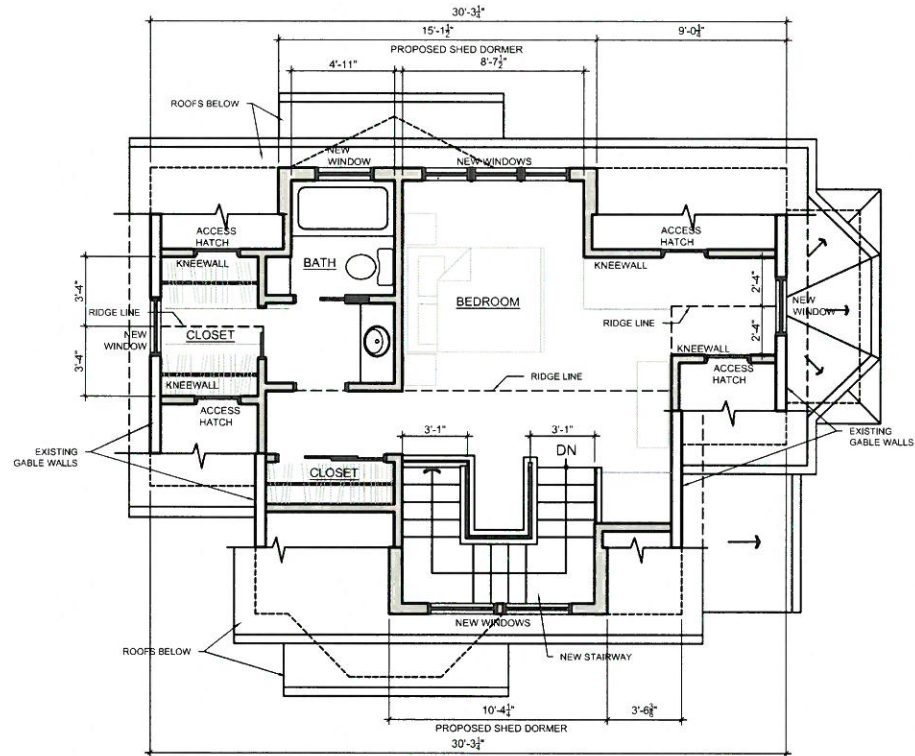 30'-3¾"
15'-1½"
9'-0¾"
PROPOSED SHED DORMER
4'-11"
8'-7½"
ROOFS BELOW
NEW
WINDOW
NEW WINDOWS
ACCESS
HATCH
ACCESS
HATCH
KNEEWALL
BATH
KNEEWALL
3'-4"
2'-4"
BEDROOM
RIDGE LINE
NEW
WINDOW
CLOSET
RIDGE LINE
NEW
WINDOW
2'-4"
3'-4"
KNEEWALL
KNEEWALL
ACCESS
HATCH
RIDGE LINE
ACCESS
HATCH
3'-1"
3'-1"
EXISTING
GABLE WALLS
EXISTING
GABLE WALLS
DN
CLOSET
NEW WINDOWS
ROOFS BELOW
NEW STAIRWAY
10'-4¼"
3'-6⅜"
PROPOSED SHED DORMER
30'-3¾"